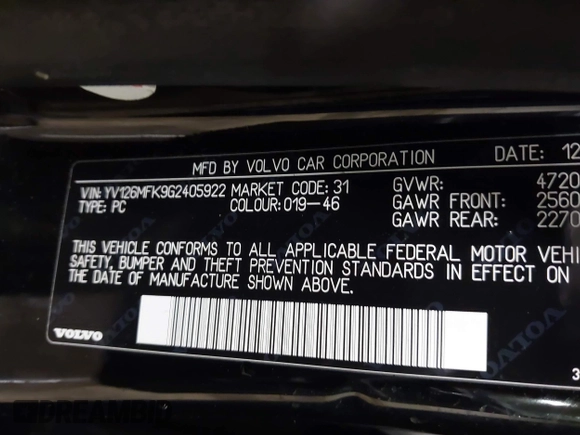 MFD BY VOLVO CAR CORPORATION DATE: 12
VIN: YV126MFK9G2405922 MARKET CODE: 31 GVWR: 4720
TYPE: PC COLOUR: 019-46 GAWR FRONT: 2560
GAWR REAR: 2270
THIS VEHICLE CONFORMS TO ALL APPLICABLE FEDERAL MOTOR VEHI
SAFETY, BUMPER AND THEFT PREVENTION STANDARDS IN EFFECT ON
THE DATE OF MANUFACTURE SHOWN ABOVE.
VOLVO
3
DREAMBID